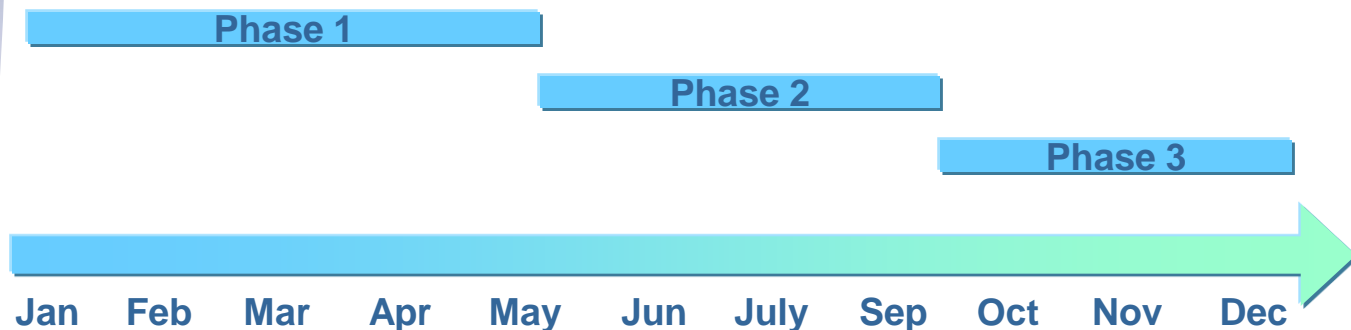 Phase 1
Phase 2
Phase 3
Jan Feb Mar Apr May Jun July Sep Oct Nov Dec